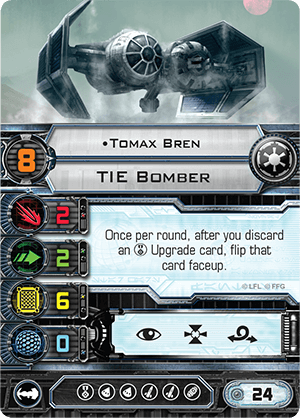 •Tomax Bren
8
TIE Bomber
2
Once per round, after you discard
an Upgrade card, flip that
card faceup.
2
©LFL ©FFG
6
0
24